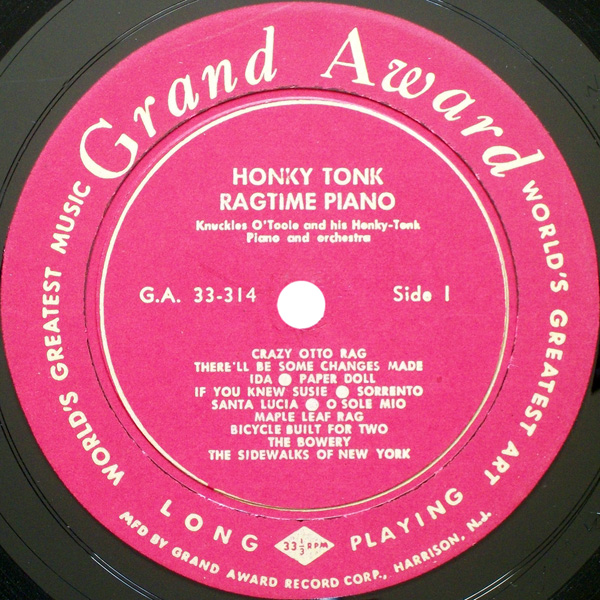 Grand Award
WORLD'S GREATEST MUSIC
WORLD'S GREATEST ART
HONKY TONK
RAGTIME PIANO
Knuckles O'Toole and his Honky-Tonk
Piano and orchestra
G.A. 33-314
Side 1
CRAZY OTTO RAG
THERE'LL BE SOME CHANGES MADE
IDA ● PAPER DOLL
IF YOU KNEW SUSIE ● SORRENTO
SANTA LUCIA ● O SOLE MIO
MAPLE LEAF RAG
BICYCLE BUILT FOR TWO
THE BOWERY
THE SIDEWALKS OF NEW YORK
LONG 33 1/3 RPM PLAYING
MFD BY GRAND AWARD RECORD CORP., HARRISON, N.J.